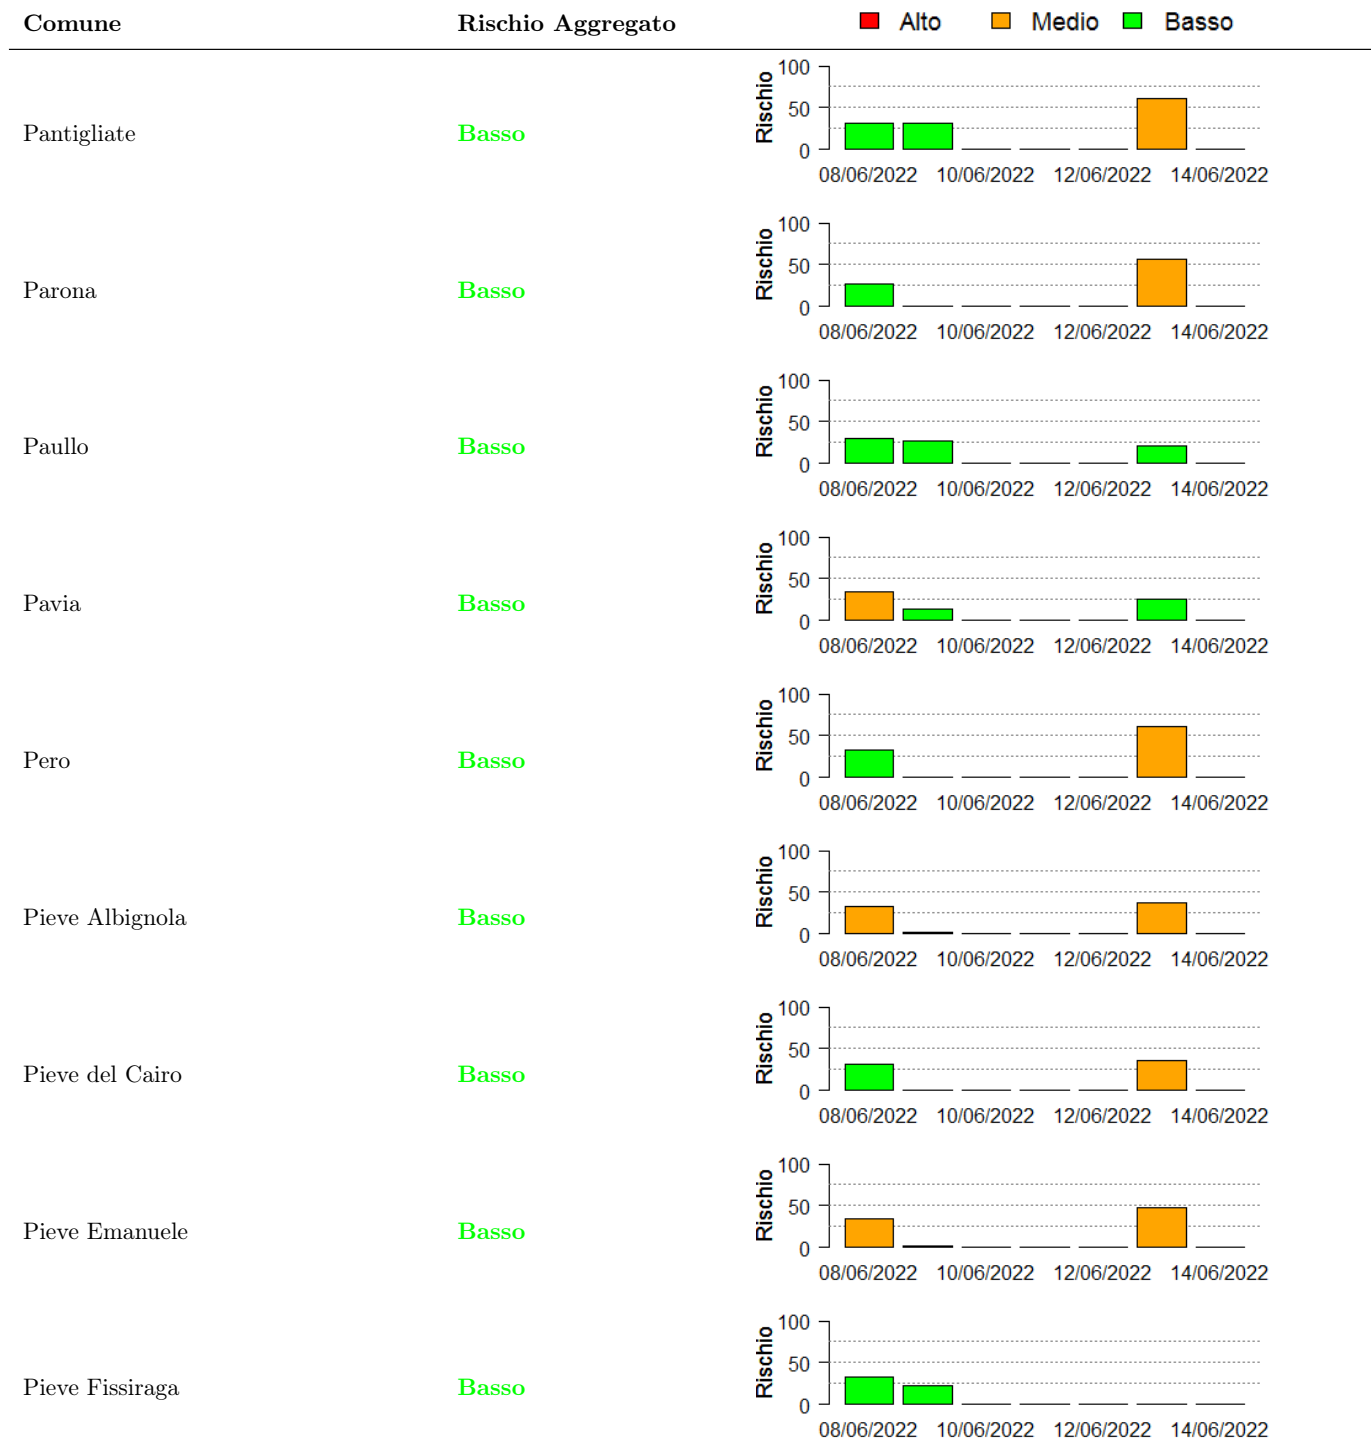 Comune Rischio Aggregato Alto Medio Basso
100
50
0
Rischio
Pantigliate Basso
08/06/2022 10/06/2022 12/06/2022 14/06/2022
100
50
0
Rischio
Parona Basso
08/06/2022 10/06/2022 12/06/2022 14/06/2022
100
50
0
Rischio
Paullo Basso
08/06/2022 10/06/2022 12/06/2022 14/06/2022
100
50
0
Rischio
Pavia Basso
08/06/2022 10/06/2022 12/06/2022 14/06/2022
100
50
0
Rischio
Pero Basso
08/06/2022 10/06/2022 12/06/2022 14/06/2022
100
50
0
Rischio
Pieve Albignola Basso
08/06/2022 10/06/2022 12/06/2022 14/06/2022
100
50
0
Rischio
Pieve del Cairo Basso
08/06/2022 10/06/2022 12/06/2022 14/06/2022
100
50
0
Rischio
Pieve Emanuele Basso
08/06/2022 10/06/2022 12/06/2022 14/06/2022
100
50
0
Rischio
Pieve Fissiraga Basso
08/06/2022 10/06/2022 12/06/2022 14/06/2022